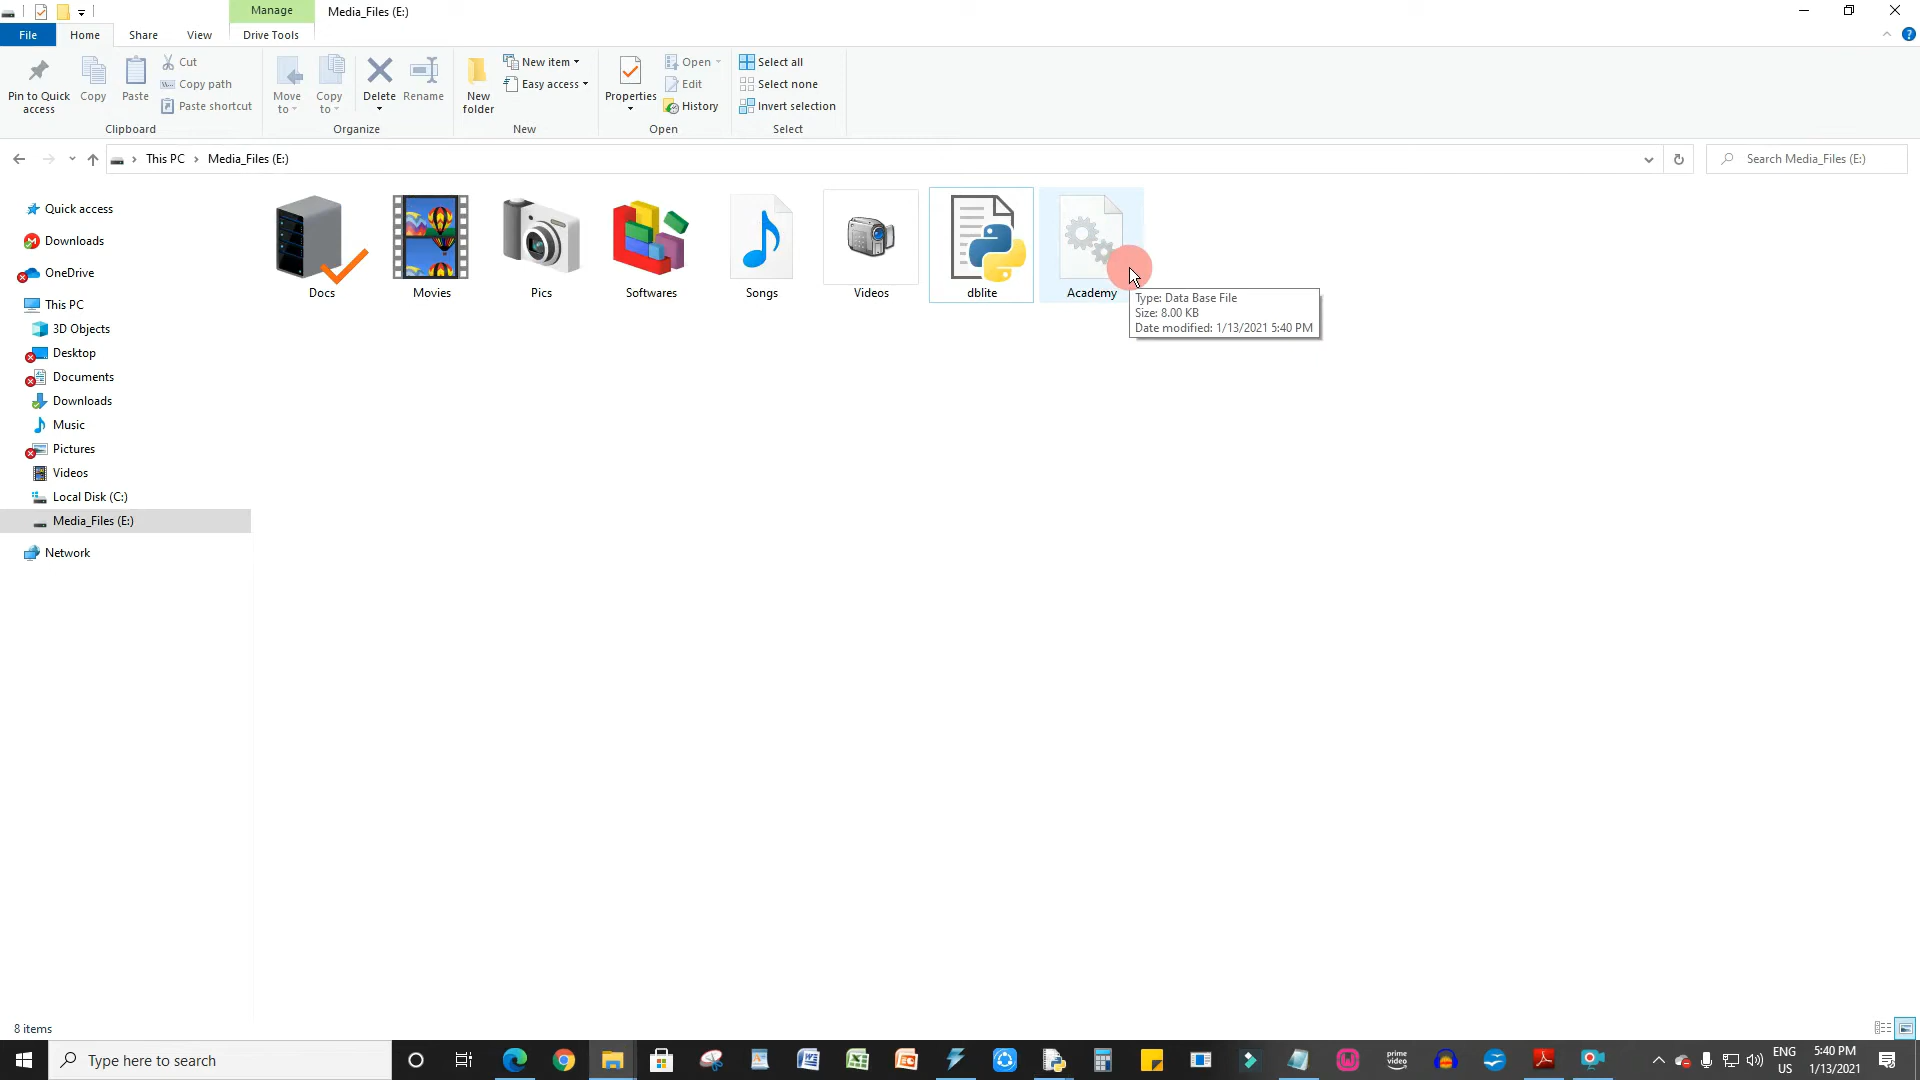 Manage
Media_Files (E:)
File
Home
Share
View
Drive Tools
Pin to Quick access
Copy
Paste
Cut
Copy path
Paste shortcut
Clipboard
Move to
Copy to
Delete
Rename
Organize
New folder
New item
Easy access
New
Properties
Open
Edit
History
Open
Select all
Select none
Invert selection
Select
This PC
Media_Files (E:)
Search Media_Files (E:)
Quick access
Downloads
OneDrive
This PC
3D Objects
Desktop
Documents
Downloads
Music
Pictures
Videos
Local Disk (C:)
Media_Files (E:)
Network
Docs
Movies
Pics
Softwares
Songs
Videos
dblite
Academy
Type: Data Base File
Size: 8.00 KB
Date modified: 1/13/2021 5:40 PM
8 items
Type here to search
prime video
ENG
US
5:40 PM
1/13/2021